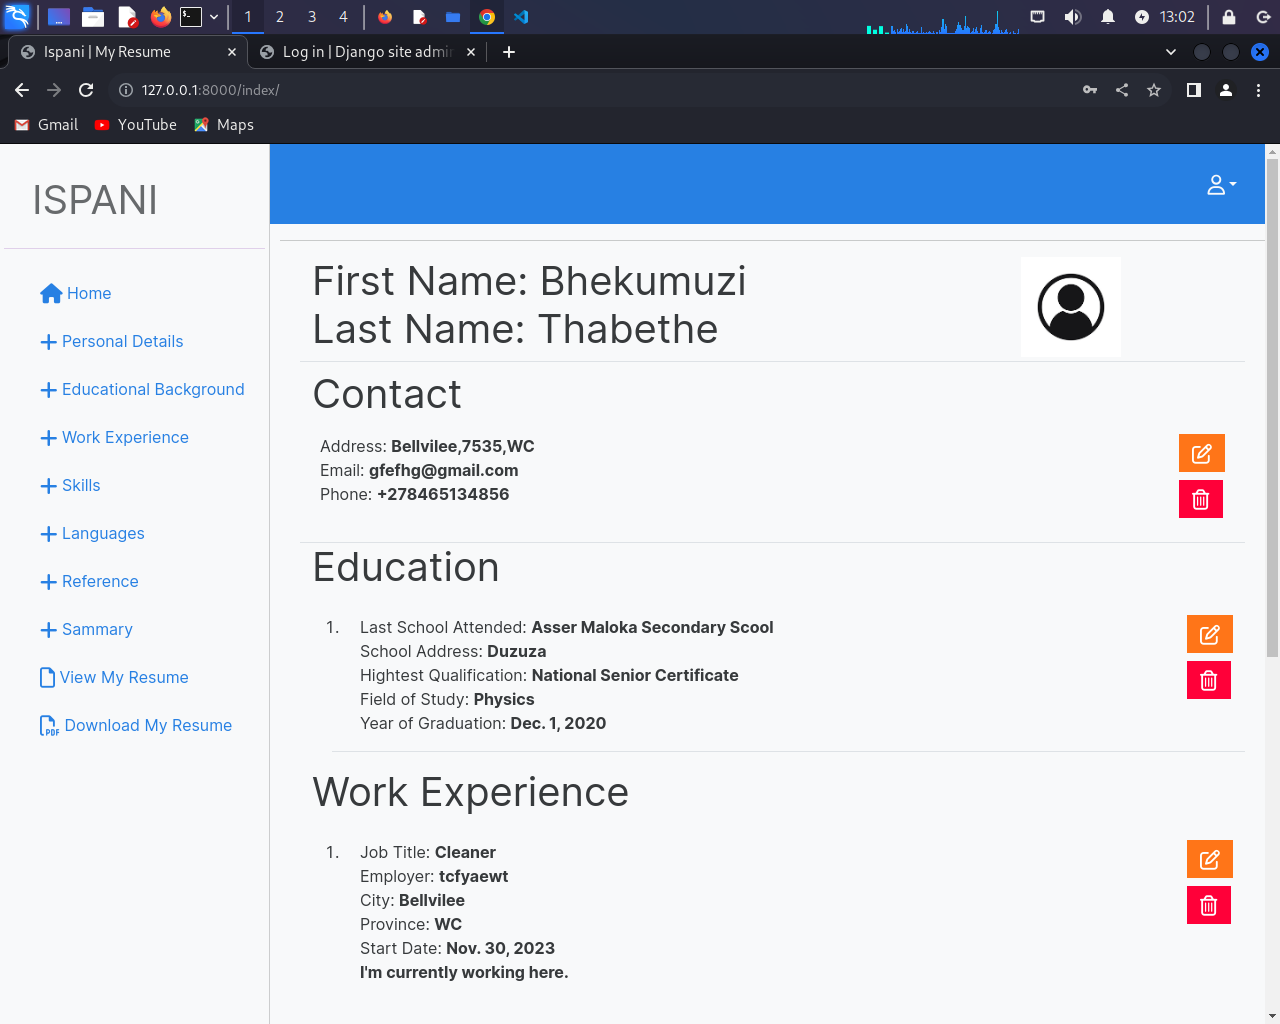 1
2
3
4
13:02
Ispani | My Resume
Log in | Django site admin
127.0.0.1:8000/index/
Gmail
YouTube
Maps
ISPANI
Home
Personal Details
Educational Background
Work Experience
Skills
Languages
Reference
Sammary
View My Resume
PDF Download My Resume
First Name: Bhekumuzi
Last Name: Thabethe
Contact
Address: Bellvilee,7535,WC
Email: gfefhg@gmail.com
Phone: +278465134856
Education
1. Last School Attended: Asser Maloka Secondary Scool
School Address: Duzuza
Hightest Qualification: National Senior Certificate
Field of Study: Physics
Year of Graduation: Dec. 1, 2020
Work Experience
1. Job Title: Cleaner
Employer: tcfyaewt
City: Bellvilee
Province: WC
Start Date: Nov. 30, 2023
I'm currently working here.